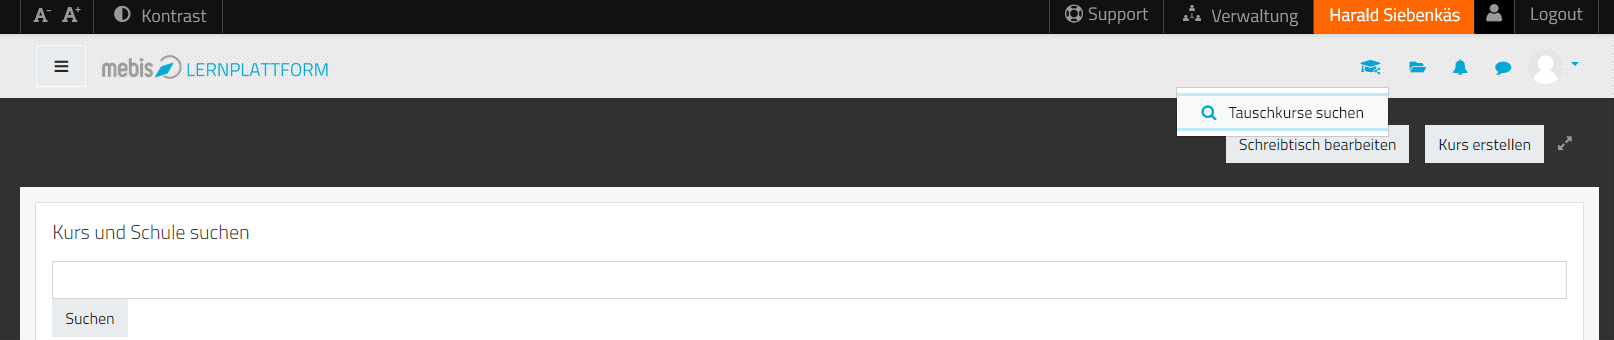 A- A+ Kontrast Support Verwaltung Harald Siebenkäs Logout
mebis LERNPLATTFORM
Tauschkurse suchen
Schreibtisch bearbeiten Kurs erstellen
Kurs und Schule suchen
Suchen